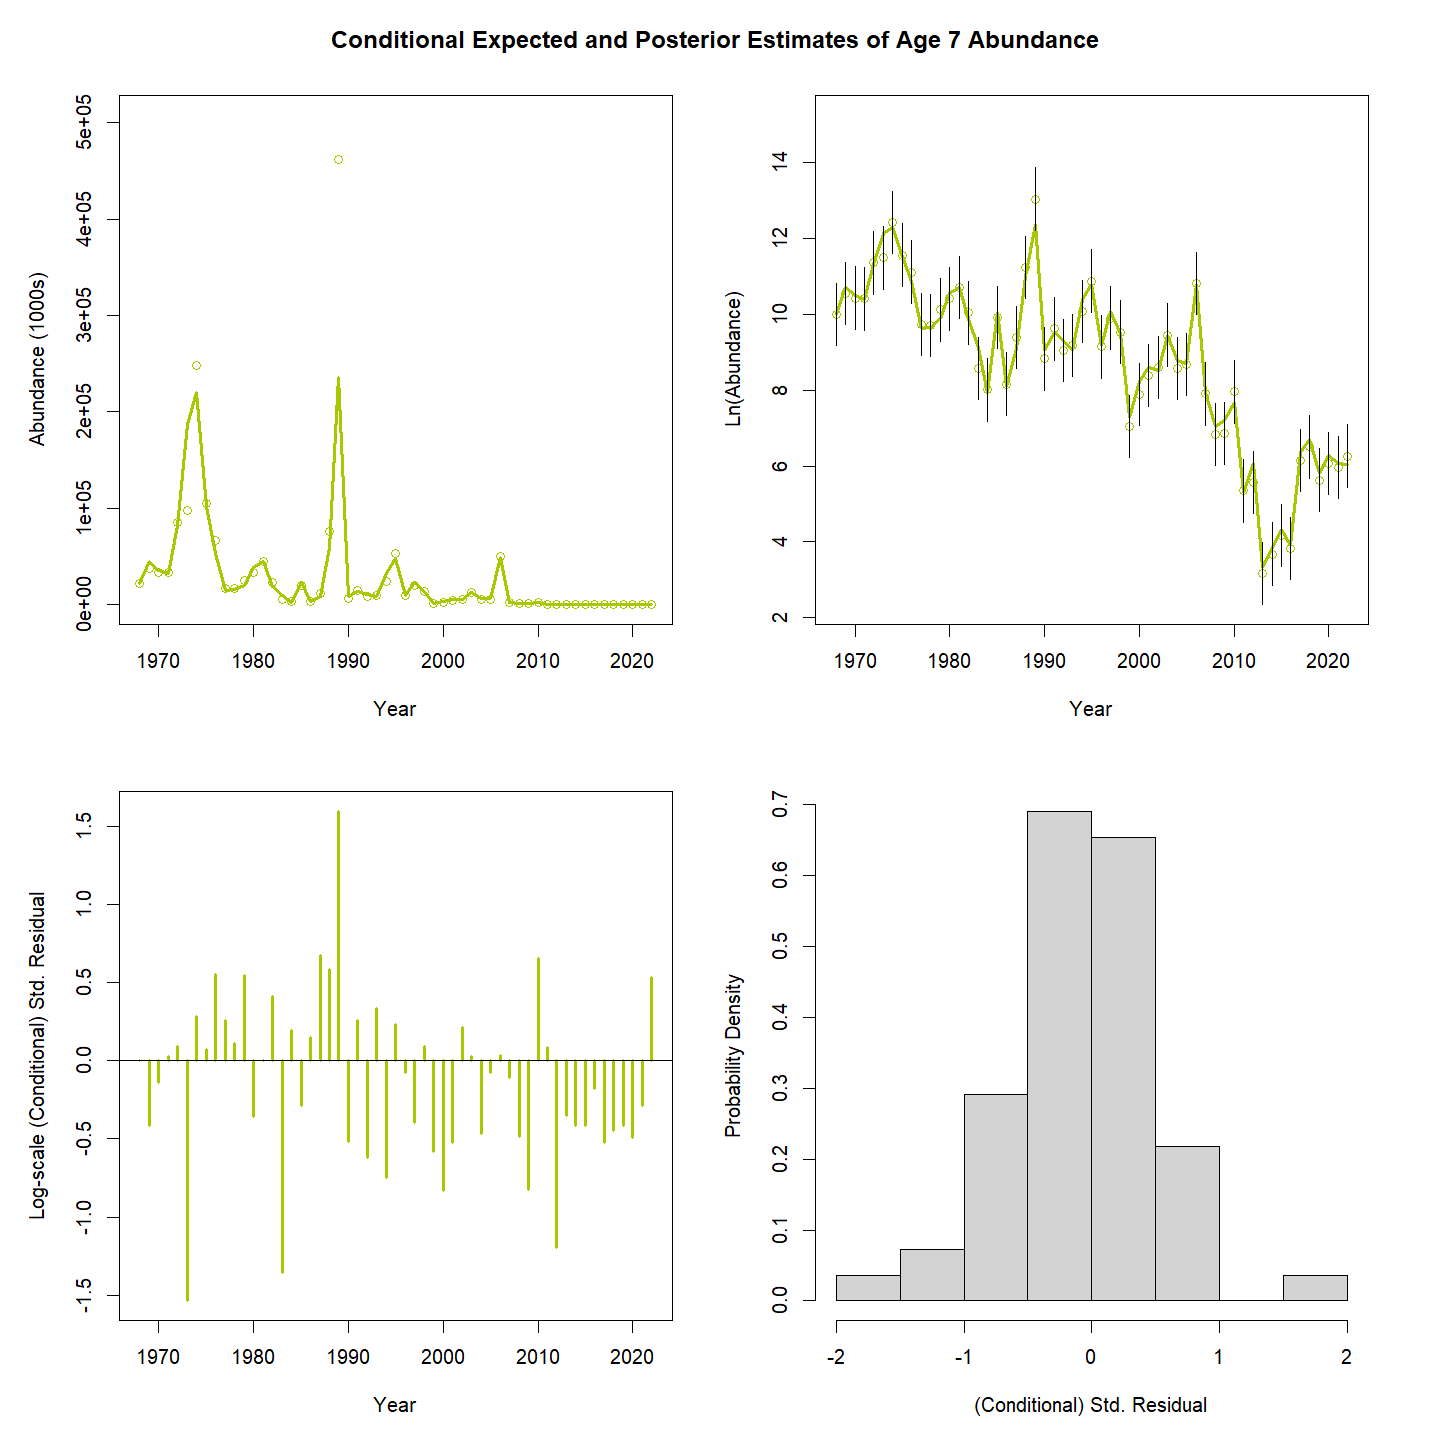 Conditional Expected and Posterior Estimates of Age 7 Abundance
Abundance (1000s)
5e+05
4e+05
3e+05
2e+05
1e+05
0e+00
1970 1980 1990 2000 2010 2020
Year
Ln(Abundance)
14
12
10
8
6
4
2
1970 1980 1990 2000 2010 2020
Year
Log-scale (Conditional) Std. Residual
1.5
1.0
0.5
0.0
-0.5
-1.0
-1.5
1970 1980 1990 2000 2010 2020
Year
Probability Density
0.7
0.6
0.5
0.4
0.3
0.2
0.1
0.0
-2 -1 0 1 2
(Conditional) Std. Residual